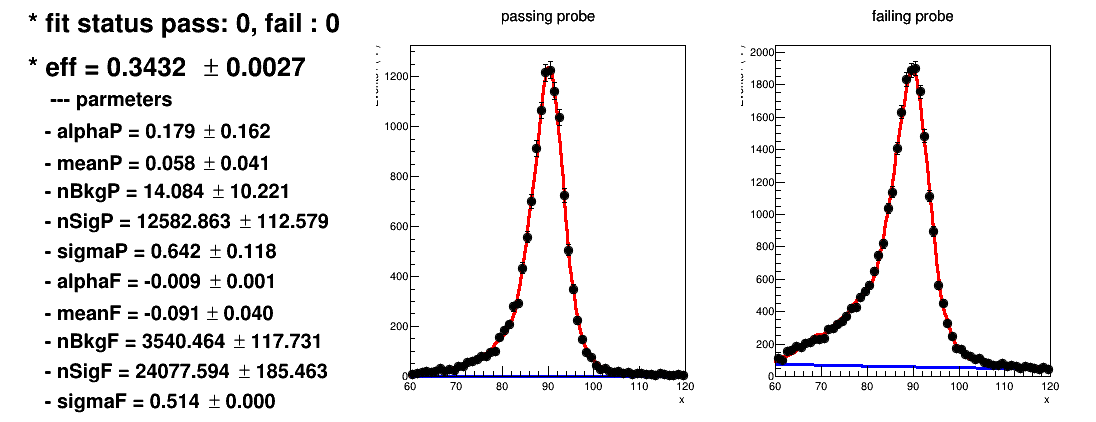 * fit status pass: 0, fail : 0
* eff = 0.3432 ± 0.0027
--- parmeters
- alphaP = 0.179 ± 0.162
- meanP = 0.058 ± 0.041
- nBkgP = 14.084 ± 10.221
- nSigP = 12582.863 ± 112.579
- sigmaP = 0.642 ± 0.118
- alphaF = -0.009 ± 0.001
- meanF = -0.091 ± 0.040
- nBkgF = 3540.464 ± 117.731
- nSigF = 24077.594 ± 185.463
- sigmaF = 0.514 ± 0.000
passing probe
1200
1000
800
600
400
200
0
60 70 80 90 100 110 120
x
failing probe
2000
1800
1600
1400
1200
1000
800
600
400
200
0
60 70 80 90 100 110 120
x